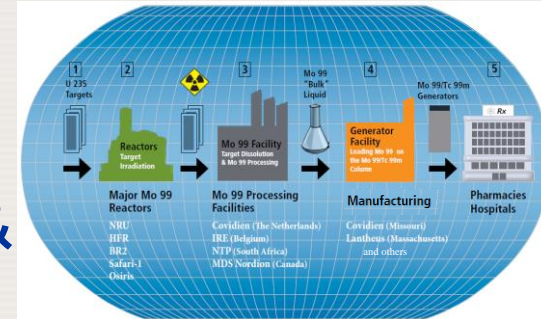 1
2
3
4
5
U 235
Targets
Mo 99
"Bulk"
Liquid
Mo 99/Tc 99m
Generators
Rx
Reactors
Target
Irradiation
Mo 99 Facility
Target Dissolution
& Mo 99 Processing
Generator
Facility
Loading Mo 99 on
the Mo 99/Tc 99m
Column
Major Mo 99
Reactors
NRU
HFR
BR2
Safari-1
Osiris
Mo 99 Processing
Facilities
Covidien (The Netherlands)
IRE (Belgium)
NTP (South Africa)
MDS Nordion (Canada)
Manufacturing
Covidien (Missouri)
Lantheus (Massachusetts)
and others
Pharmacies
Hospitals
&